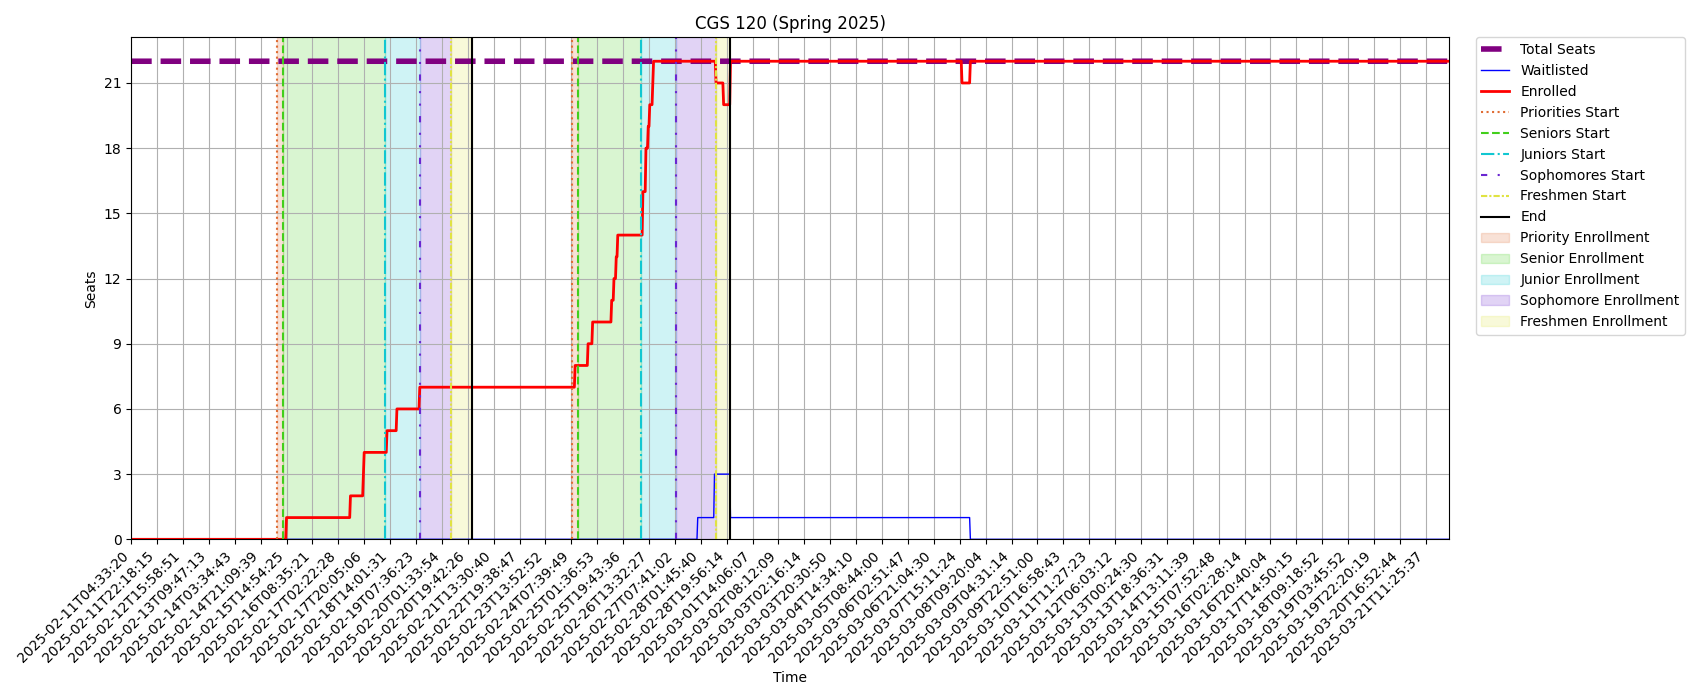 CGS 120 (Spring 2025)
Seats
21
18
15
12
9
6
3
0
2025-02-11T04:33:20
2025-02-11T22:18:15
2025-02-12T15:58:51
2025-02-13T09:47:13
2025-02-14T03:34:43
2025-02-14T21:09:39
2025-02-15T14:54:25
2025-02-16T08:35:21
2025-02-17T02:22:28
2025-02-17T20:05:06
2025-02-18T14:01:31
2025-02-19T07:36:23
2025-02-20T01:33:54
2025-02-20T19:42:26
2025-02-21T13:30:40
2025-02-22T19:38:47
2025-02-23T13:52:52
2025-02-24T07:39:49
2025-02-25T01:36:53
2025-02-25T19:43:36
2025-02-26T13:32:27
2025-02-27T07:41:02
2025-02-28T01:45:40
2025-02-28T19:56:14
2025-03-01T14:06:07
2025-03-02T08:12:09
2025-03-03T02:16:14
2025-03-03T20:30:50
2025-03-04T14:34:10
2025-03-05T08:44:00
2025-03-06T02:51:47
2025-03-06T21:04:30
2025-03-07T15:11:24
2025-03-08T09:20:04
2025-03-09T04:31:14
2025-03-09T22:51:00
2025-03-10T16:58:43
2025-03-11T11:27:23
2025-03-12T06:03:12
2025-03-13T00:24:30
2025-03-13T18:36:31
2025-03-14T13:11:39
2025-03-15T07:52:48
2025-03-16T02:28:14
2025-03-16T20:40:04
2025-03-17T14:50:15
2025-03-18T09:18:52
2025-03-19T03:45:52
2025-03-19T22:20:19
2025-03-20T16:52:44
2025-03-21T11:25:37
Time
Total Seats
Waitlisted
Enrolled
Priorities Start
Seniors Start
Juniors Start
Sophomores Start
Freshmen Start
End
Priority Enrollment
Senior Enrollment
Junior Enrollment
Sophomore Enrollment
Freshmen Enrollment